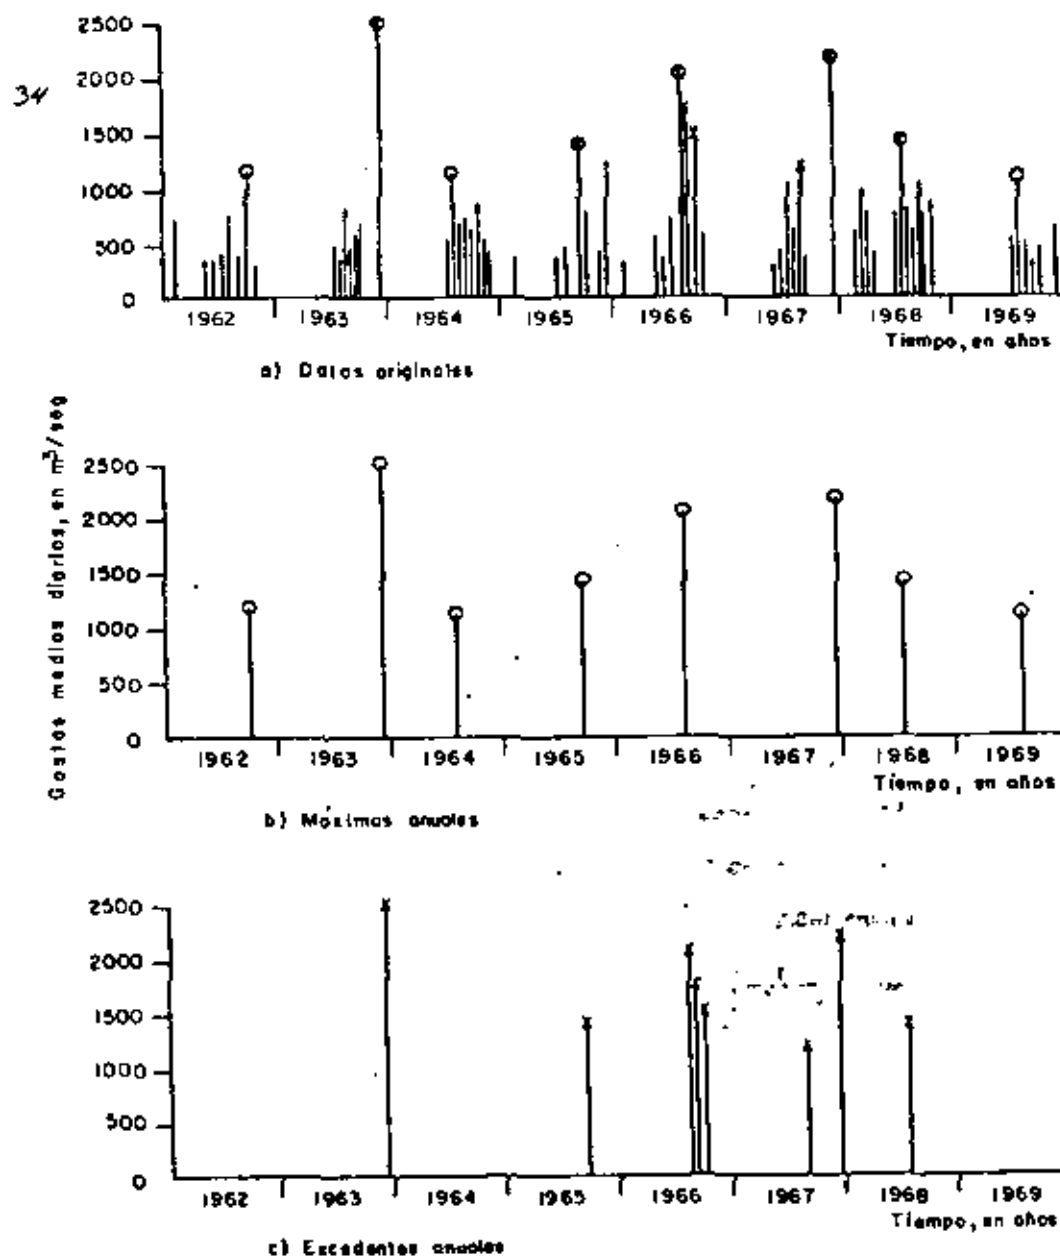 2500
34
2000
1500
1000
500
0
1962 1963 1964 1965 1966 1967 1968 1969
Tiempo, en años
a) Datos originales
Gastos medios diarios, en m³/seg
2500
2000
1500
1000
500
0
1962 1963 1964 1965 1966 1967 1968 1969
Tiempo, en años
b) Máximos anuales
2500
2000
1500
1000
500
0
1962 1963 1964 1965 1966 1967 1968 1969
Tiempo, en años
c) Excedentes anuales